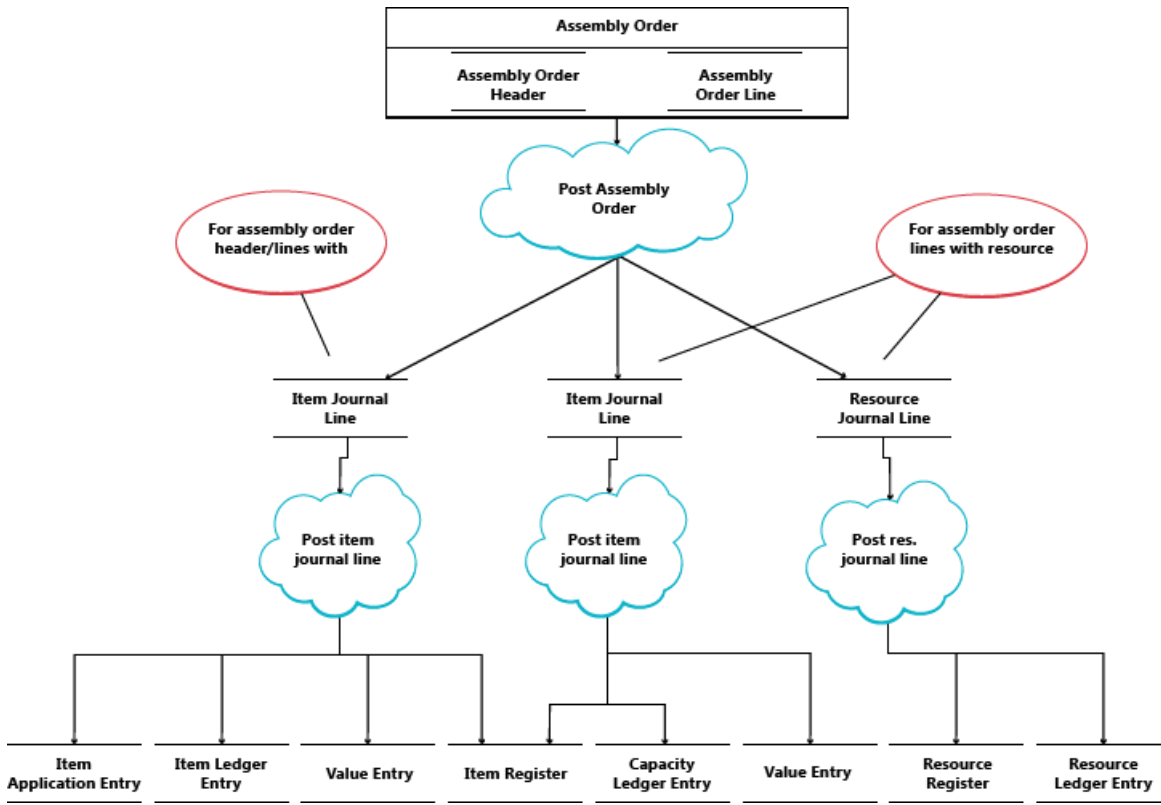 Assembly Order
Assembly Order
Header
Assembly
Order Line
Post Assembly
Order
For assembly order
header/lines with
For assembly order
lines with resource
Item Journal
Line
Item Journal
Line
Resource
Journal Line
Post item
journal line
Post item
journal line
Post res.
journal line
Item
Application Entry
Item Ledger
Entry
Value Entry
Item Register
Capacity
Ledger Entry
Value Entry
Resource
Register
Resource
Ledger Entry